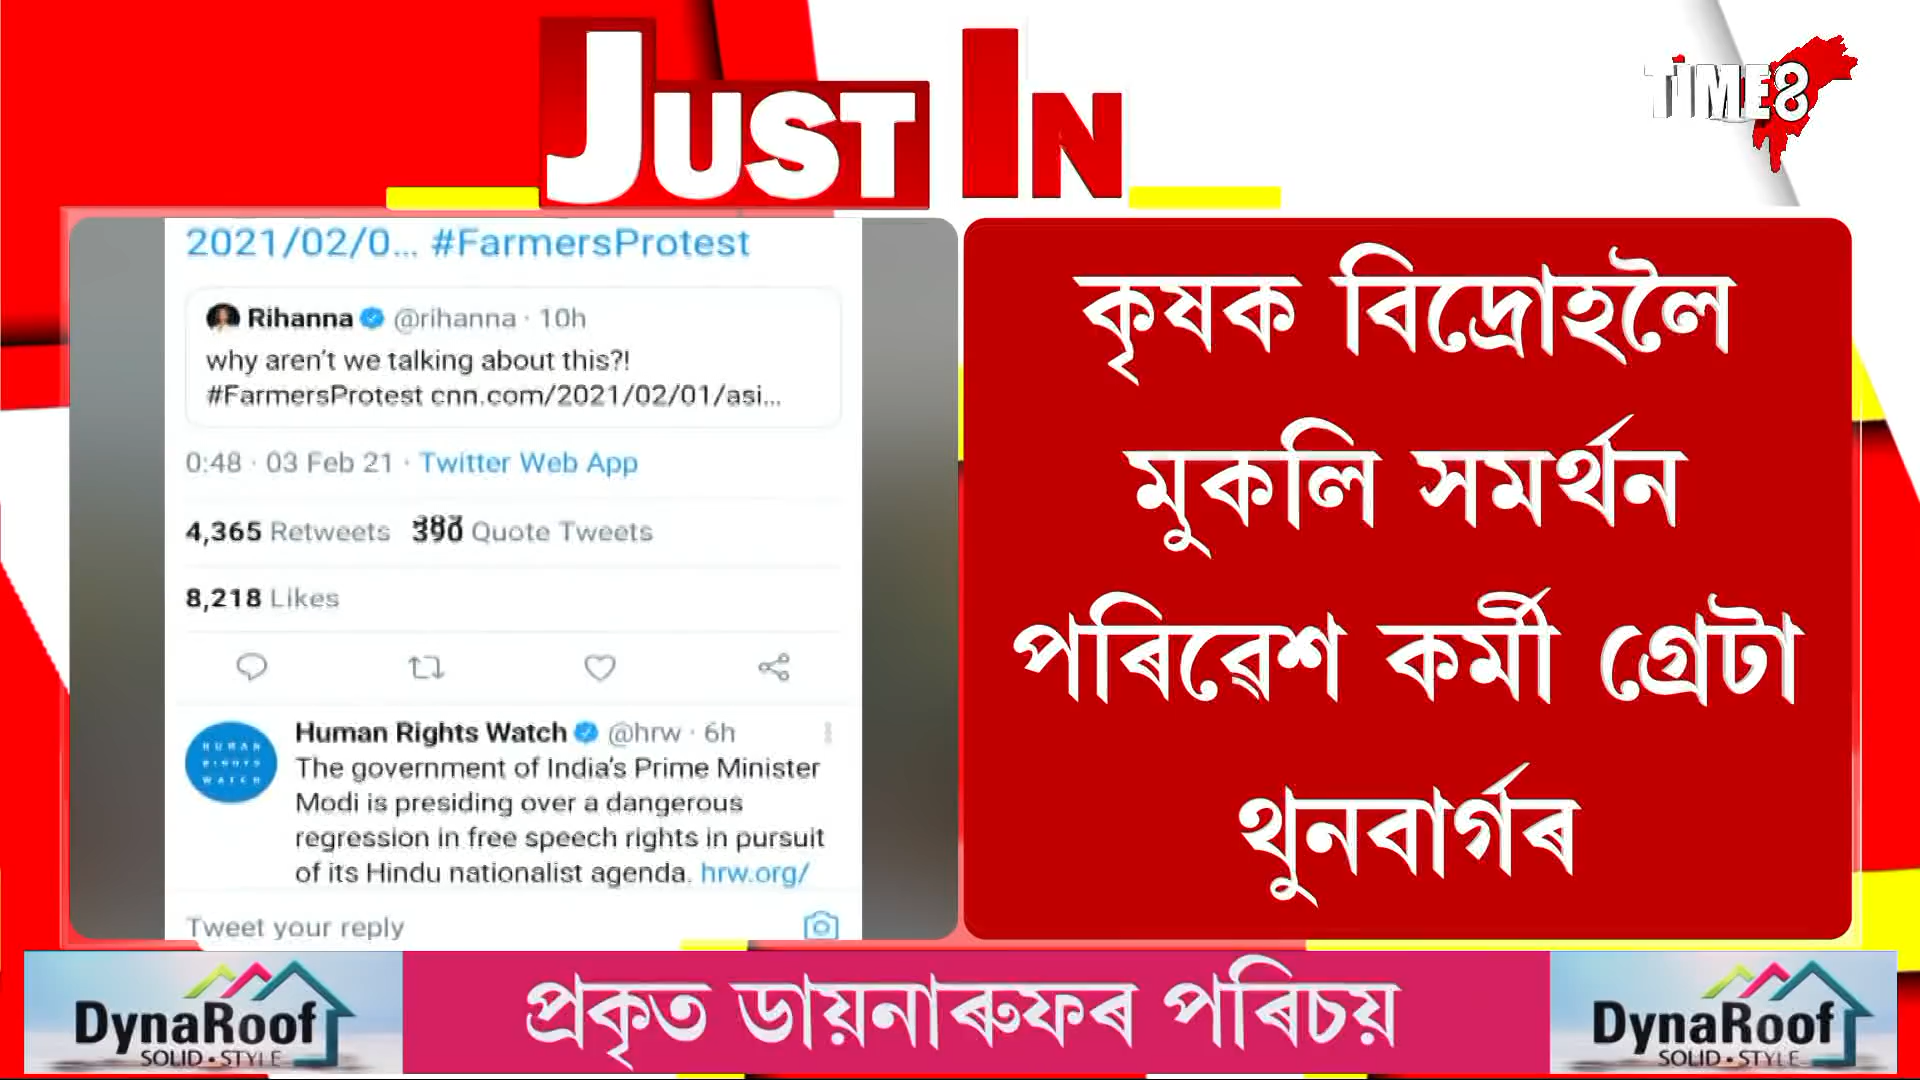 JUST IN
TIME8
2021/02/0... #FarmersProtest
Rihanna @rihanna · 10h
why aren't we talking about this?!
#FarmersProtest cnn.com/2021/02/01/asi...
0:48 · 03 Feb 21 · Twitter Web App
4,365 Retweets 390 Quote Tweets
8,218 Likes
HUMAN
RIGHTS
WATCH
Human Rights Watch @hrw · 6h
The government of India's Prime Minister
Modi is presiding over a dangerous
regression in free speech rights in pursuit
of its Hindu nationalist agenda. hrw.org/
Tweet your reply
কৃষক বিদ্ৰোহলৈ
মুকলি সমৰ্থন
পৰিৱেশ কৰ্মী গ্ৰেটা
থুনবাৰ্গৰ
DynaRoof
SOLID • STYLE
প্ৰকৃত ডায়নাৰুফৰ পৰিচয়
DynaRoof
SOLID • STYLE